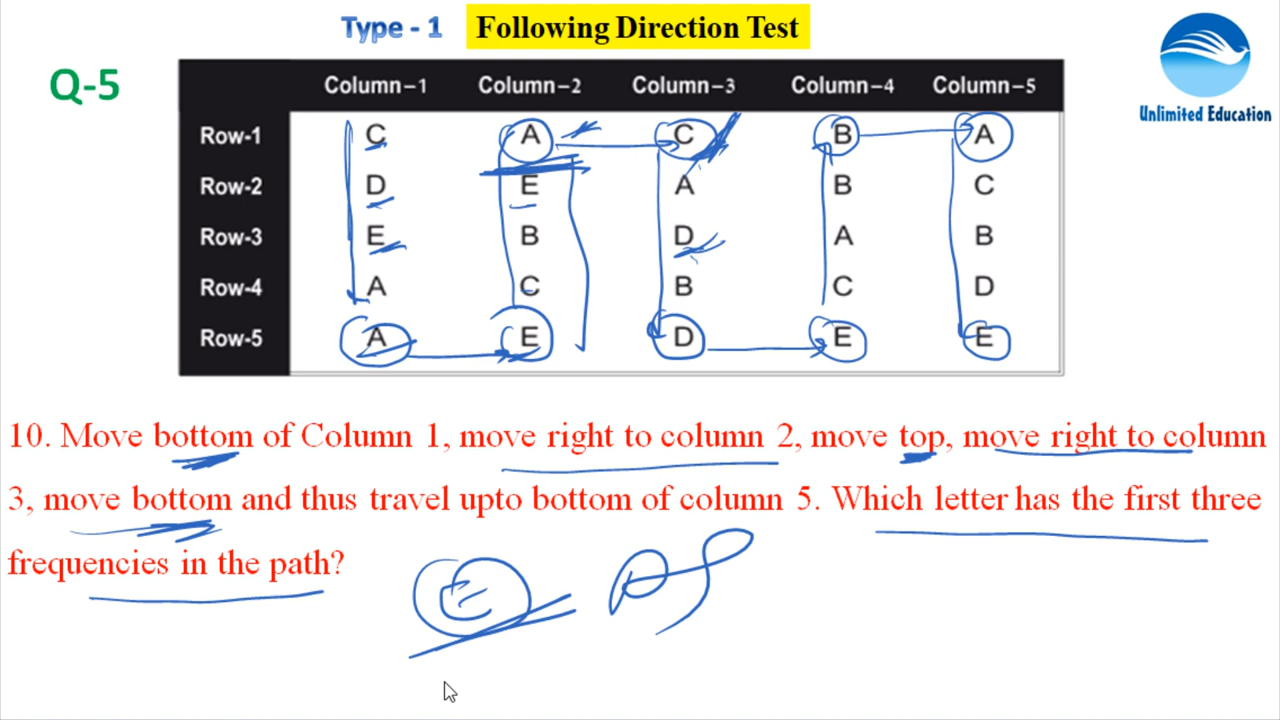 Type - 1 Following Direction Test
Q-5
Unlimited Education
Column-1 Column-2 Column-3 Column-4 Column-5
Row-1 C A C B A
Row-2 D E A B C
Row-3 E B D A B
Row-4 A C B C D
Row-5 A E D E E
10. Move bottom of Column 1, move right to column 2, move top, move right to column
3, move bottom and thus travel upto bottom of column 5. Which letter has the first three
frequencies in the path?
E